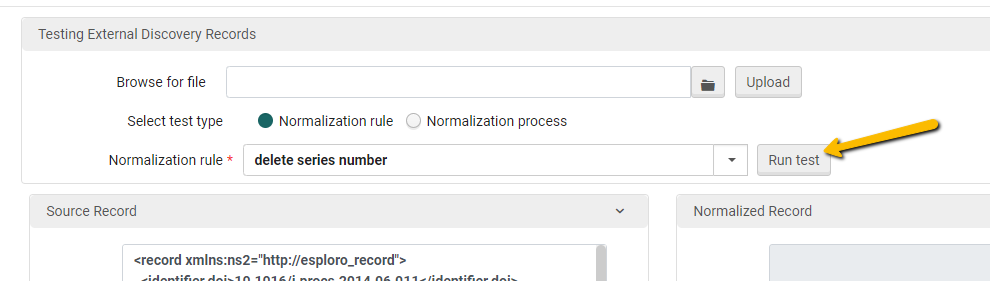 Testing External Discovery Records
Browse for file Upload
Select test type Normalization rule Normalization process
Normalization rule * delete series number Run test
Source Record Normalized Record
<record xmlns:ns2="http://esploro_record">
<identifier.doi>10.1016/j.procs.2014.06.011</identifier.doi>